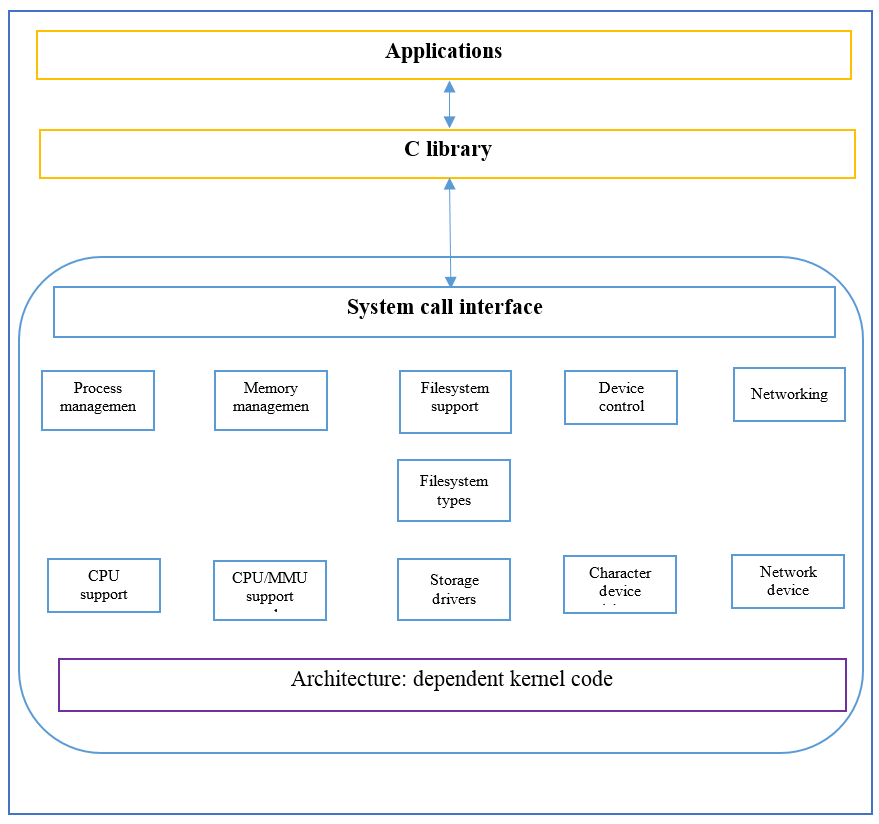 Applications
C library
System call interface
Process
managemen
Memory
managemen
Filesystem
support
Device
control
Networking
Filesystem
types
CPU
support
CPU/MMU
support
Storage
drivers
Character
device
Network
device
Architecture: dependent kernel code